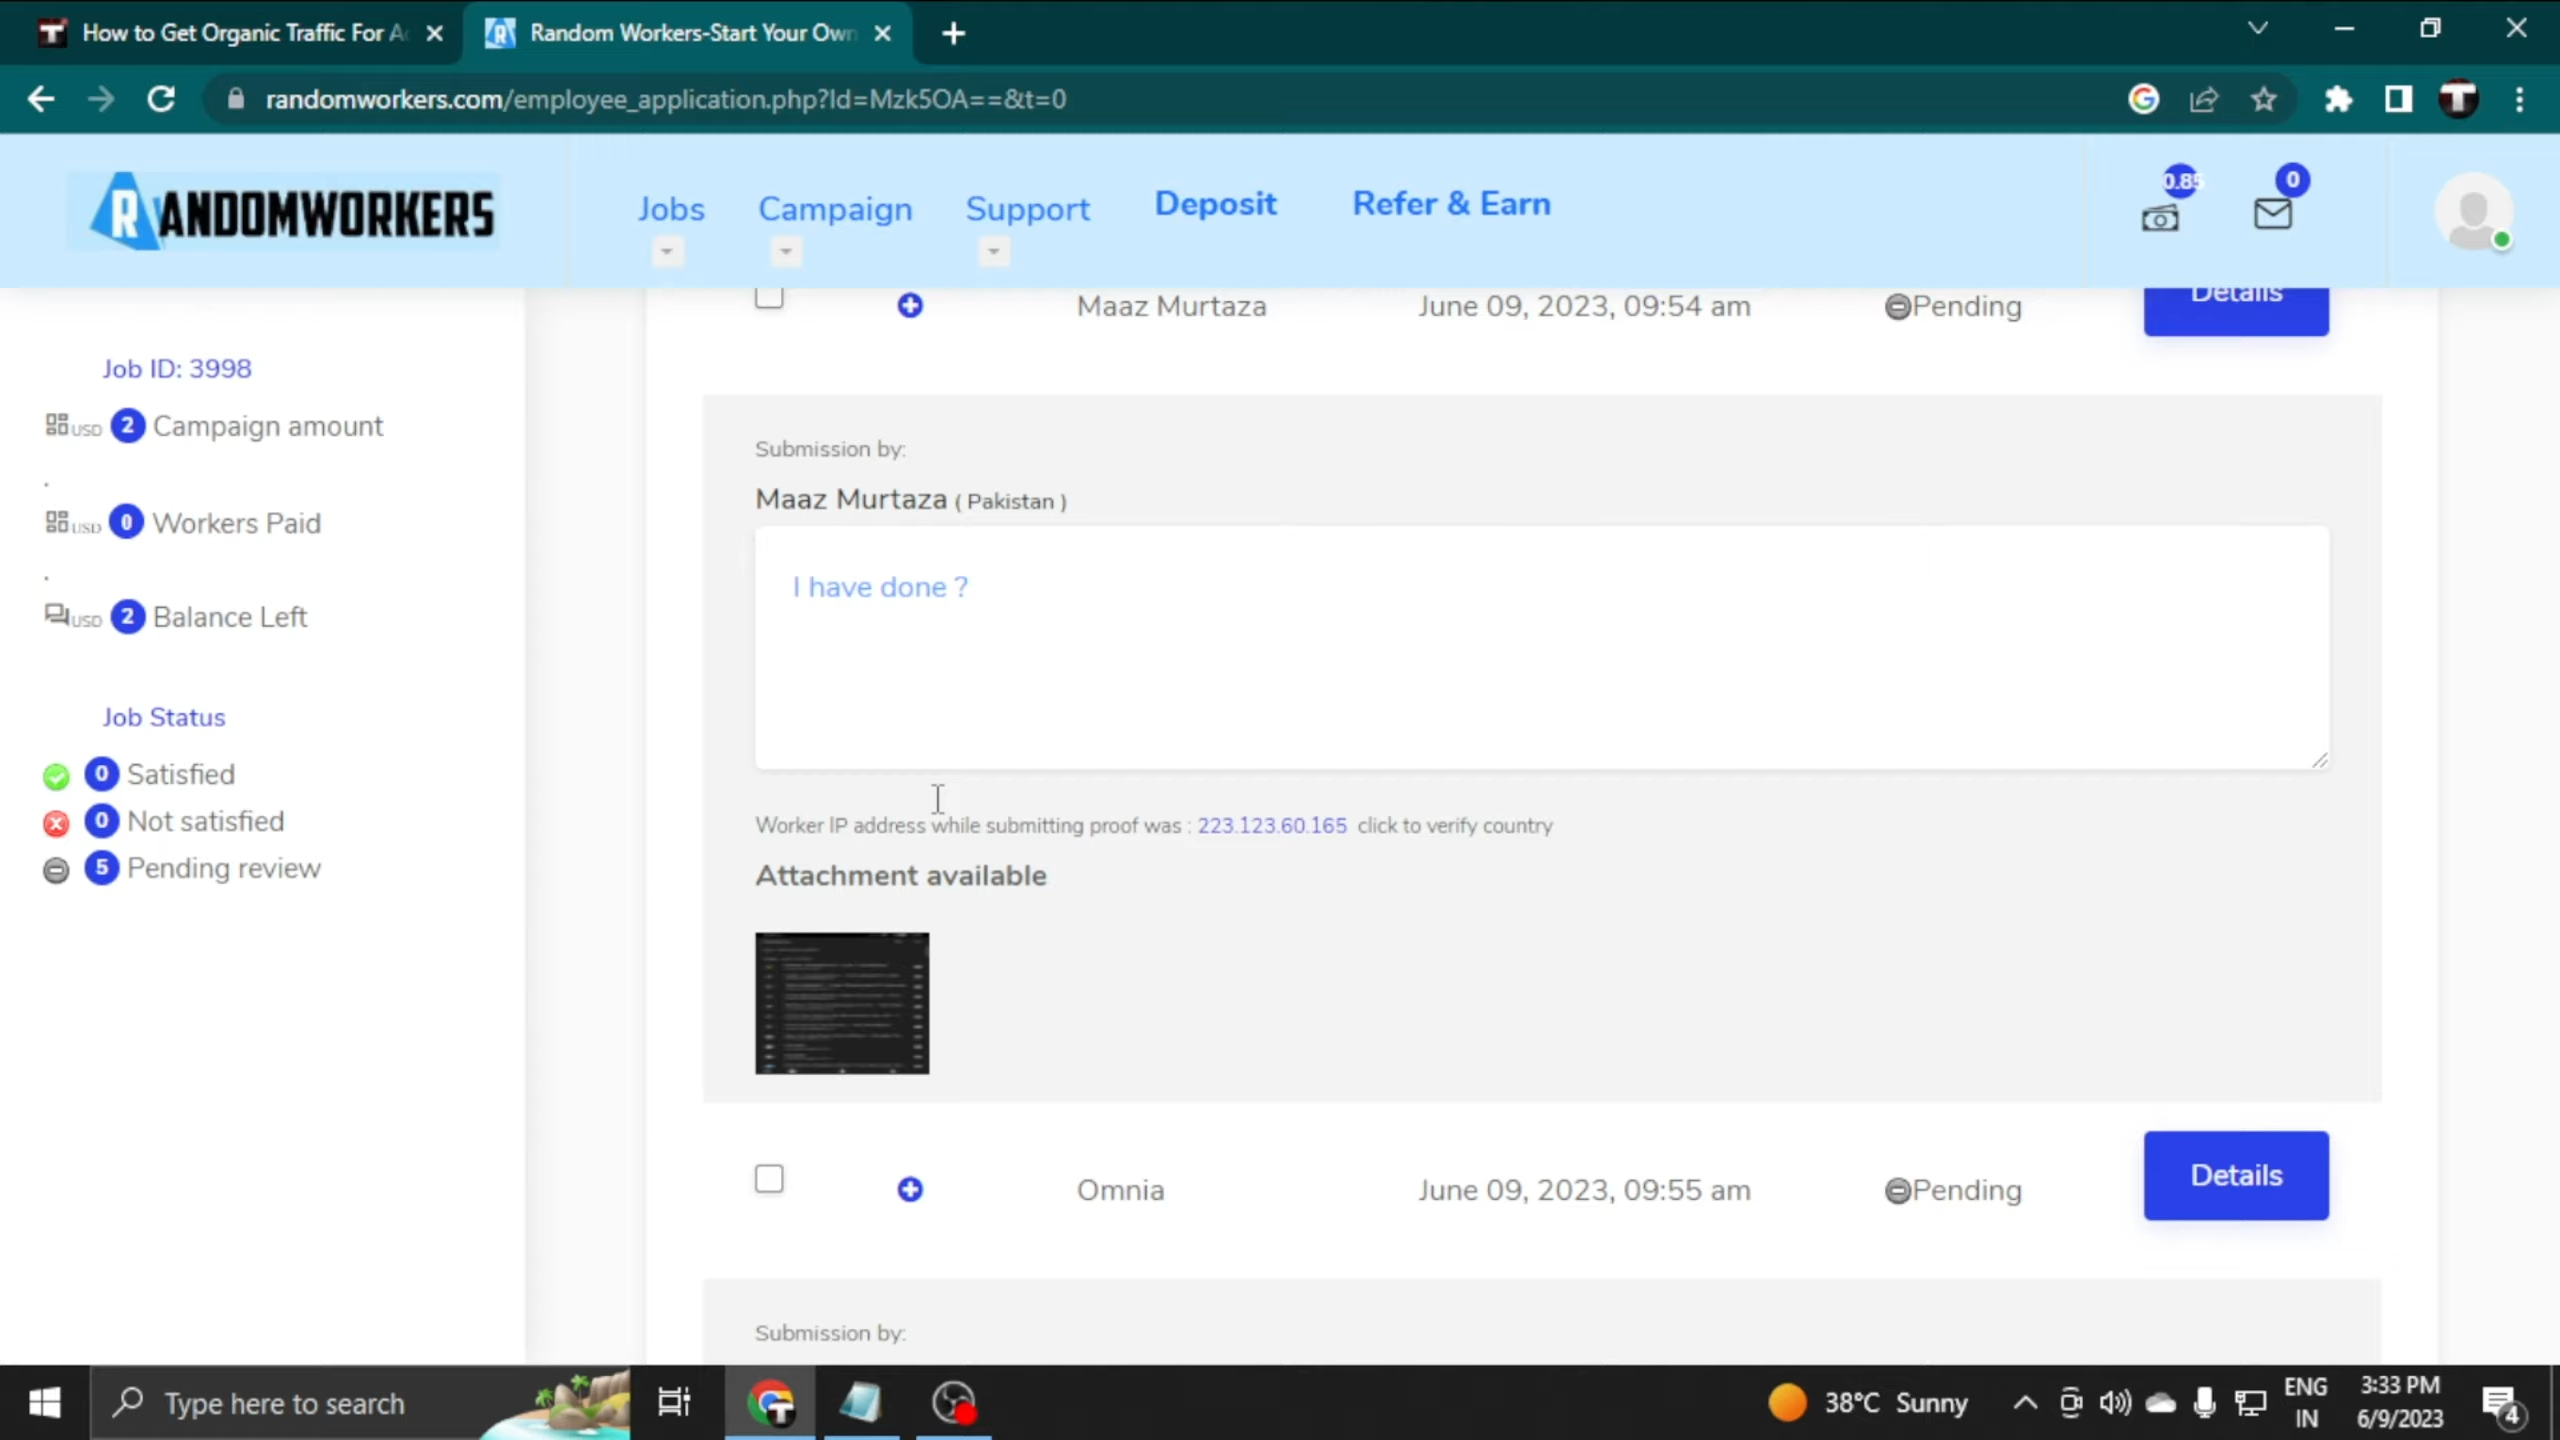 How to Get Organic Traffic For A
Random Workers-Start Your Own
randomworkers.com/employee_application.php?Id=Mzk5OA==&t=0
RANDOMWORKERS
Jobs
Campaign
Support
Deposit
Refer & Earn
0.85
0
Job ID: 3998
USD 2 Campaign amount
.
USD 0 Workers Paid
.
USD 2 Balance Left
Job Status
0 Satisfied
0 Not satisfied
5 Pending review
Maaz Murtaza June 09, 2023, 09:54 am Pending Details
Submission by:
Maaz Murtaza ( Pakistan )
I have done ?
Worker IP address while submitting proof was : 223.123.60.165 click to verify country
Attachment available
Omnia June 09, 2023, 09:55 am Pending Details
Submission by:
Type here to search
38°C Sunny
ENG
IN
3:33 PM
6/9/2023
4